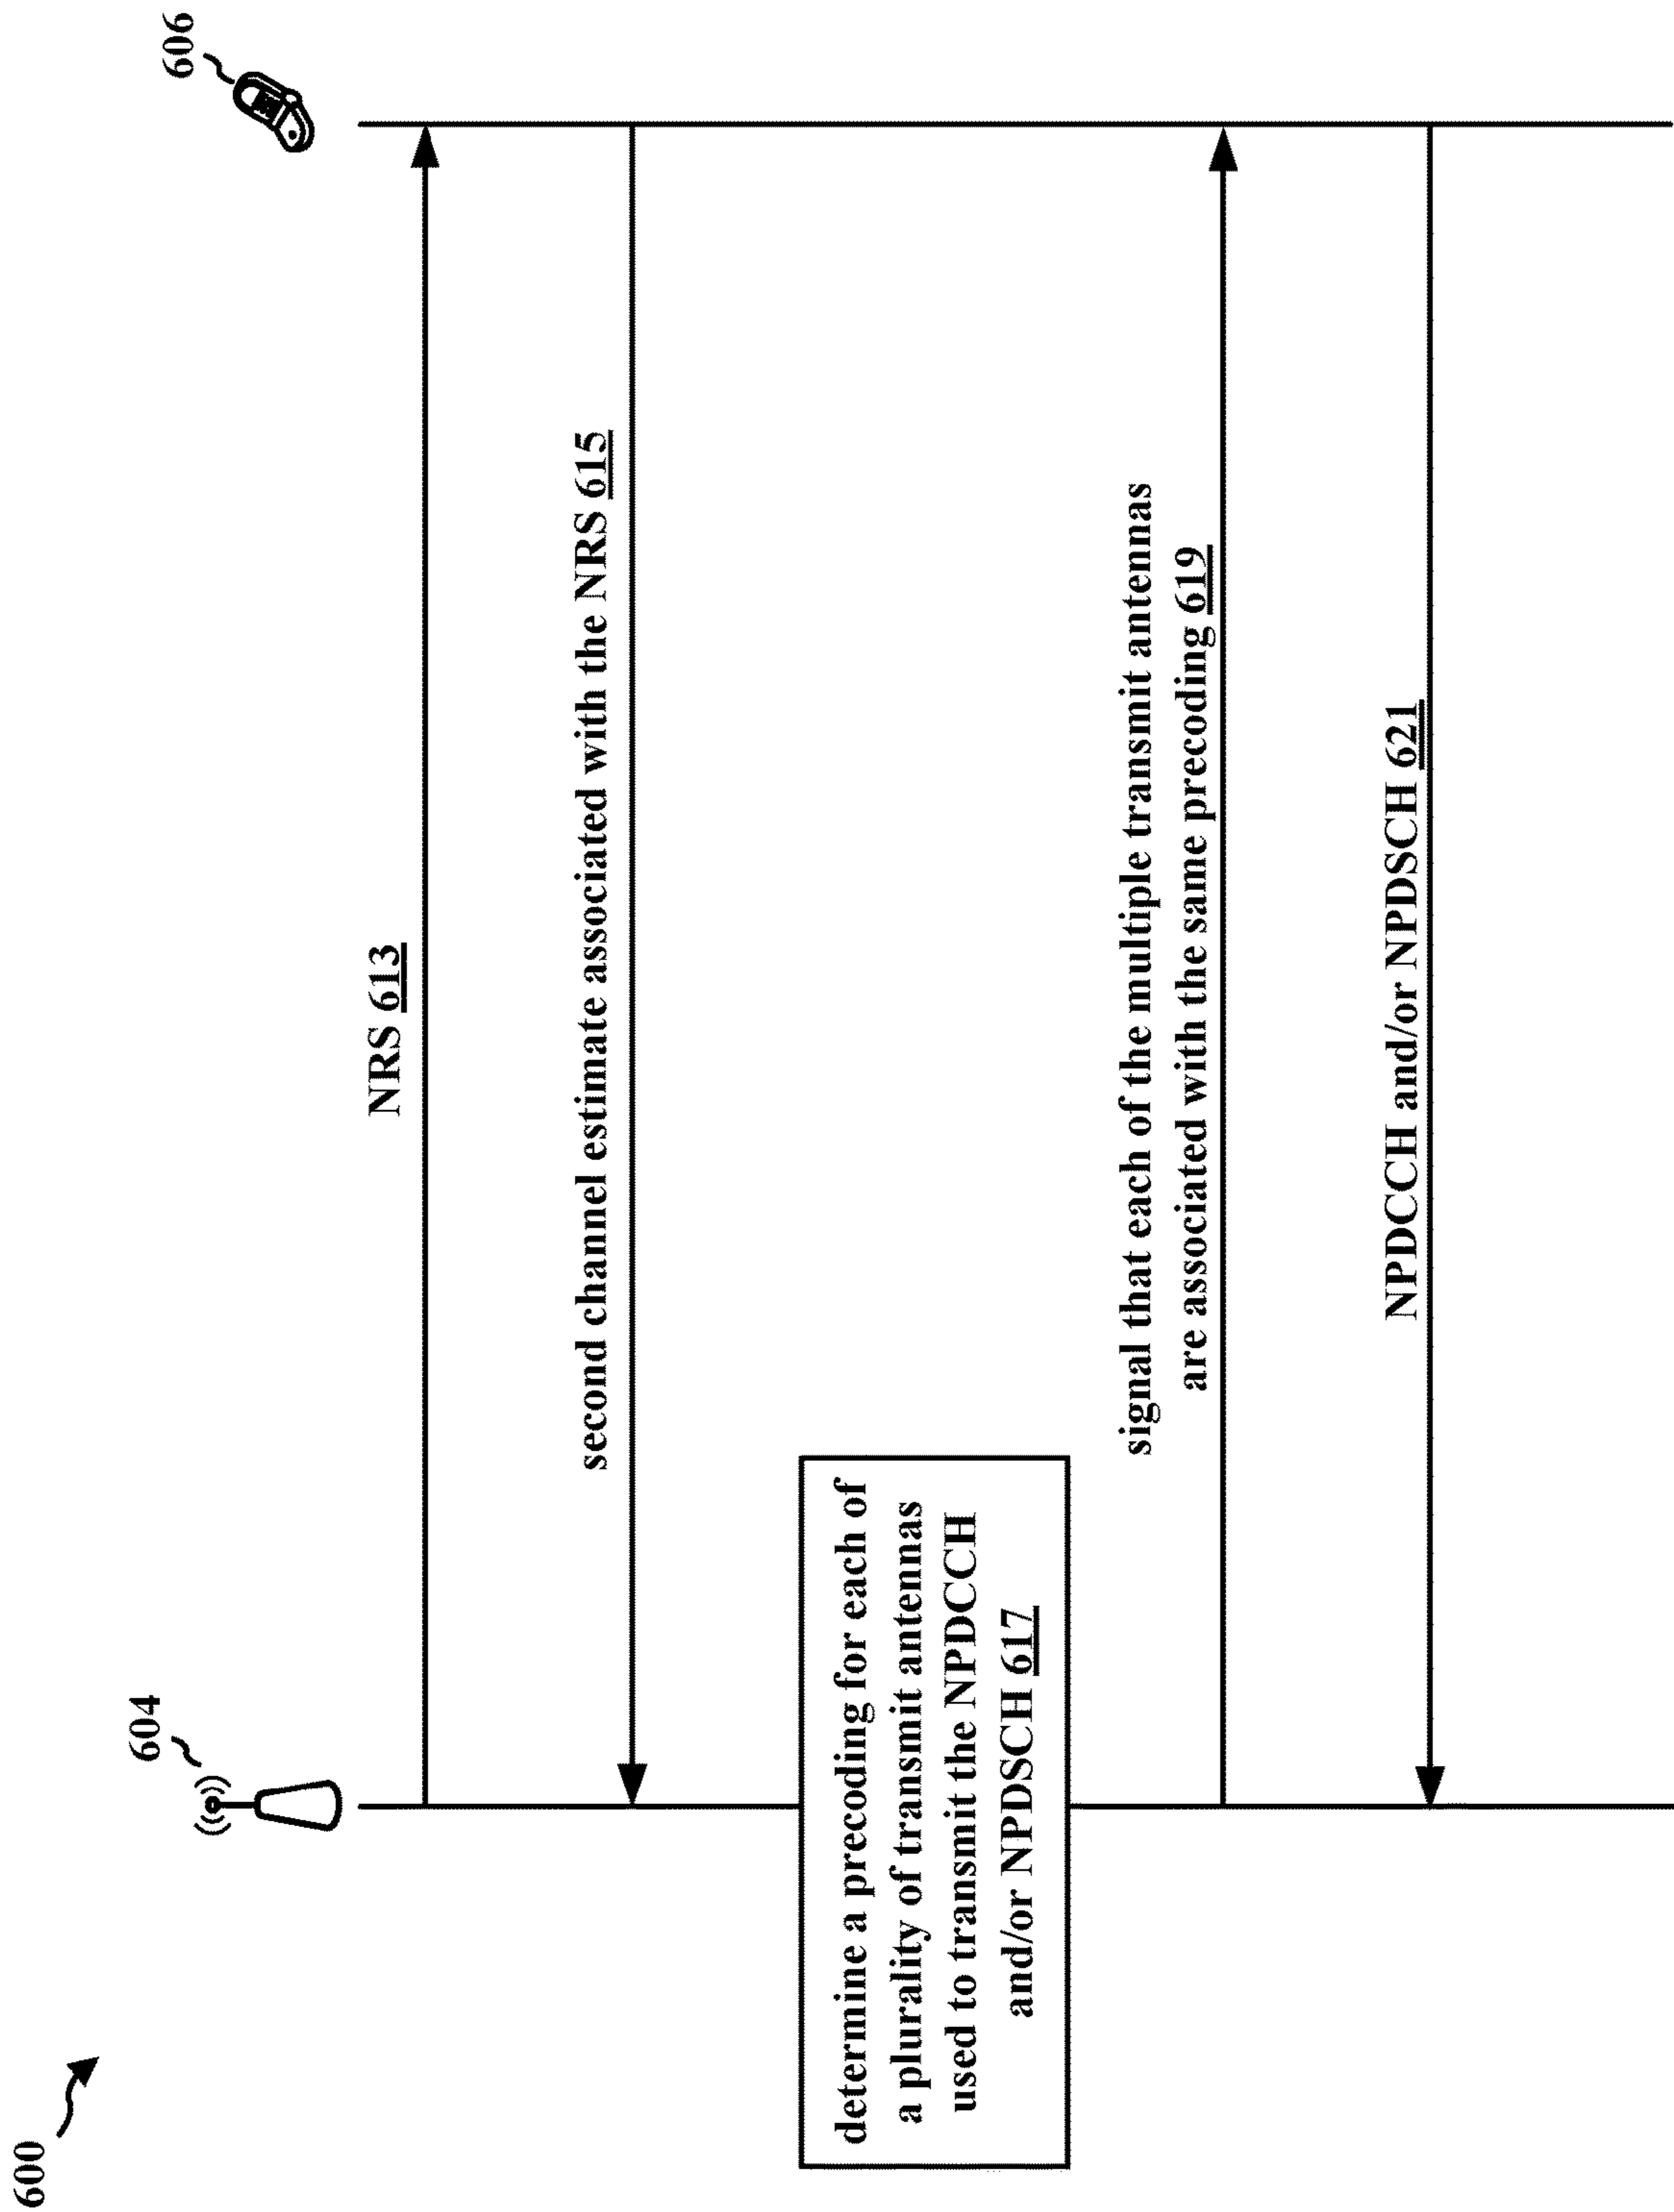 600
604
606
NRS 613
second channel estimate associated with the NRS 615
determine a precoding for each of
a plurality of transmit antennas
used to transmit the NPDCCH
and/or NPDSCH 617
signal that each of the multiple transmit antennas
are associated with the same precoding 619
NPDCCH and/or NPDSCH 621